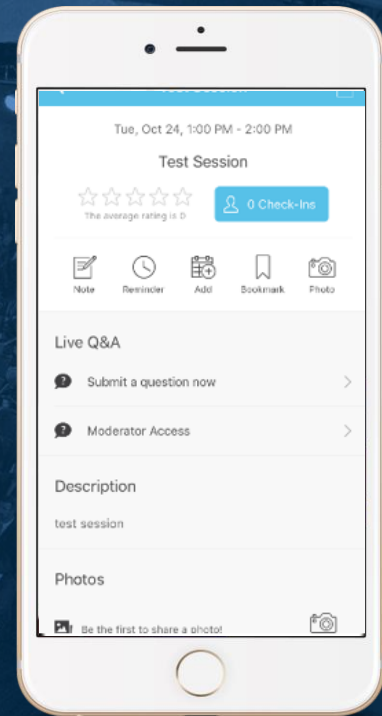 Tue, Oct 24, 1:00 PM - 2:00 PM
Test Session
The average rating is 0
0 Check-Ins
Note Reminder Add Bookmark Photo
Live Q&A
Submit a question now
Moderator Access
Description
test session
Photos
Be the first to share a photo!